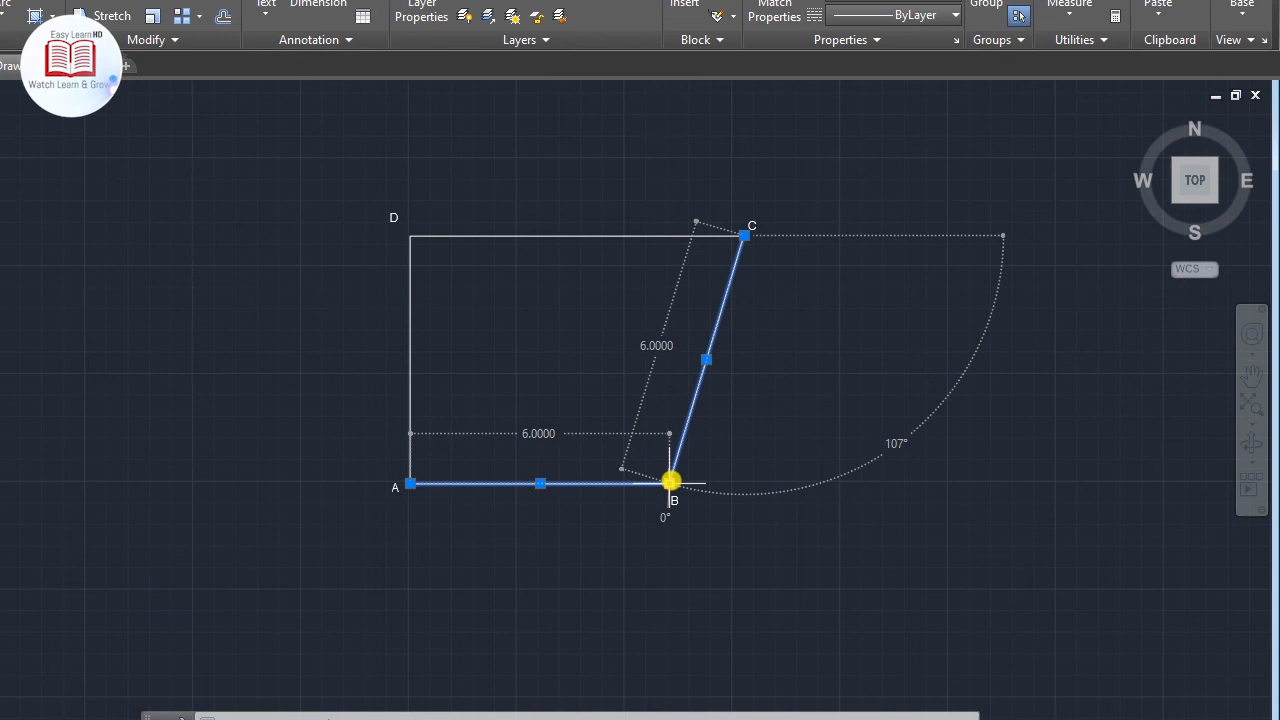 Stretch
Text
Dimension
Layer
Properties
Insert
Match
Properties
ByLayer
Group
Measure
Paste
Base
Modify
Annotation
Layers
Block
Properties
Groups
Utilities
Clipboard
View
Easy Learn HD
Watch Learn & Grow
Draw
N
W
TOP
E
S
WCS
D
C
6.0000
6.0000
107°
A
B
0°